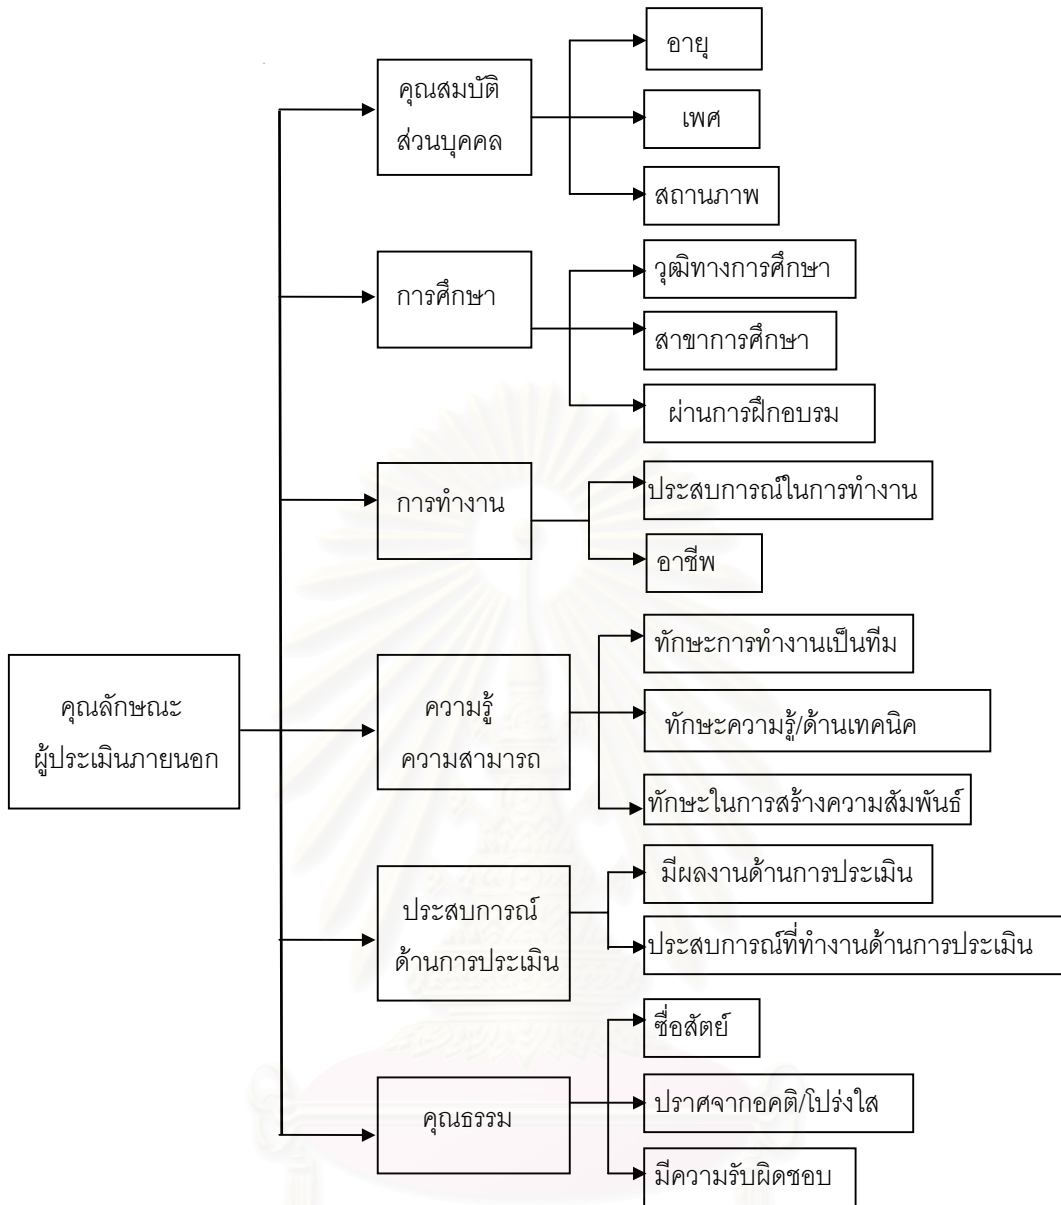 คุณลักษณะ
ผู้ประเมินภายนอก
คุณสมบัติ
ส่วนบุคคล
อายุ
เพศ
สถานภาพ
การศึกษา
วุฒิทางการศึกษา
สาขาการศึกษา
ผ่านการฝึกอบรม
การทำงาน
ประสบการณ์ในการทำงาน
อาชีพ
ความรู้
ความสามารถ
ทักษะการทำงานเป็นทีม
ทักษะความรู้/ด้านเทคนิค
ทักษะในการสร้างความสัมพันธ์
ประสบการณ์
ด้านการประเมิน
มีผลงานด้านการประเมิน
ประสบการณ์ที่ทำงานด้านการประเมิน
คุณธรรม
ซื่อสัตย์
ปราศจากอคติ/โปร่งใส
มีความรับผิดชอบ